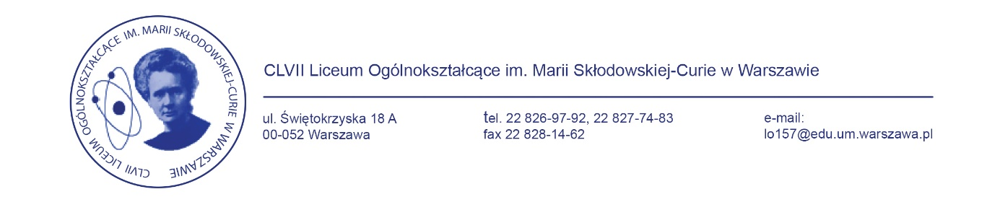 CLVII LICEUM OGÓLNOKSZTAŁCĄCE IM. MARII SKŁODOWSKIEJ-CURIE W WARSZAWIE
CLVII Liceum Ogólnokształcące im. Marii Skłodowskiej-Curie w Warszawie
ul. Świętokrzyska 18 A
00-052 Warszawa
tel. 22 826-97-92, 22 827-74-83
fax 22 828-14-62
e-mail:
lo157@edu.um.warszawa.pl